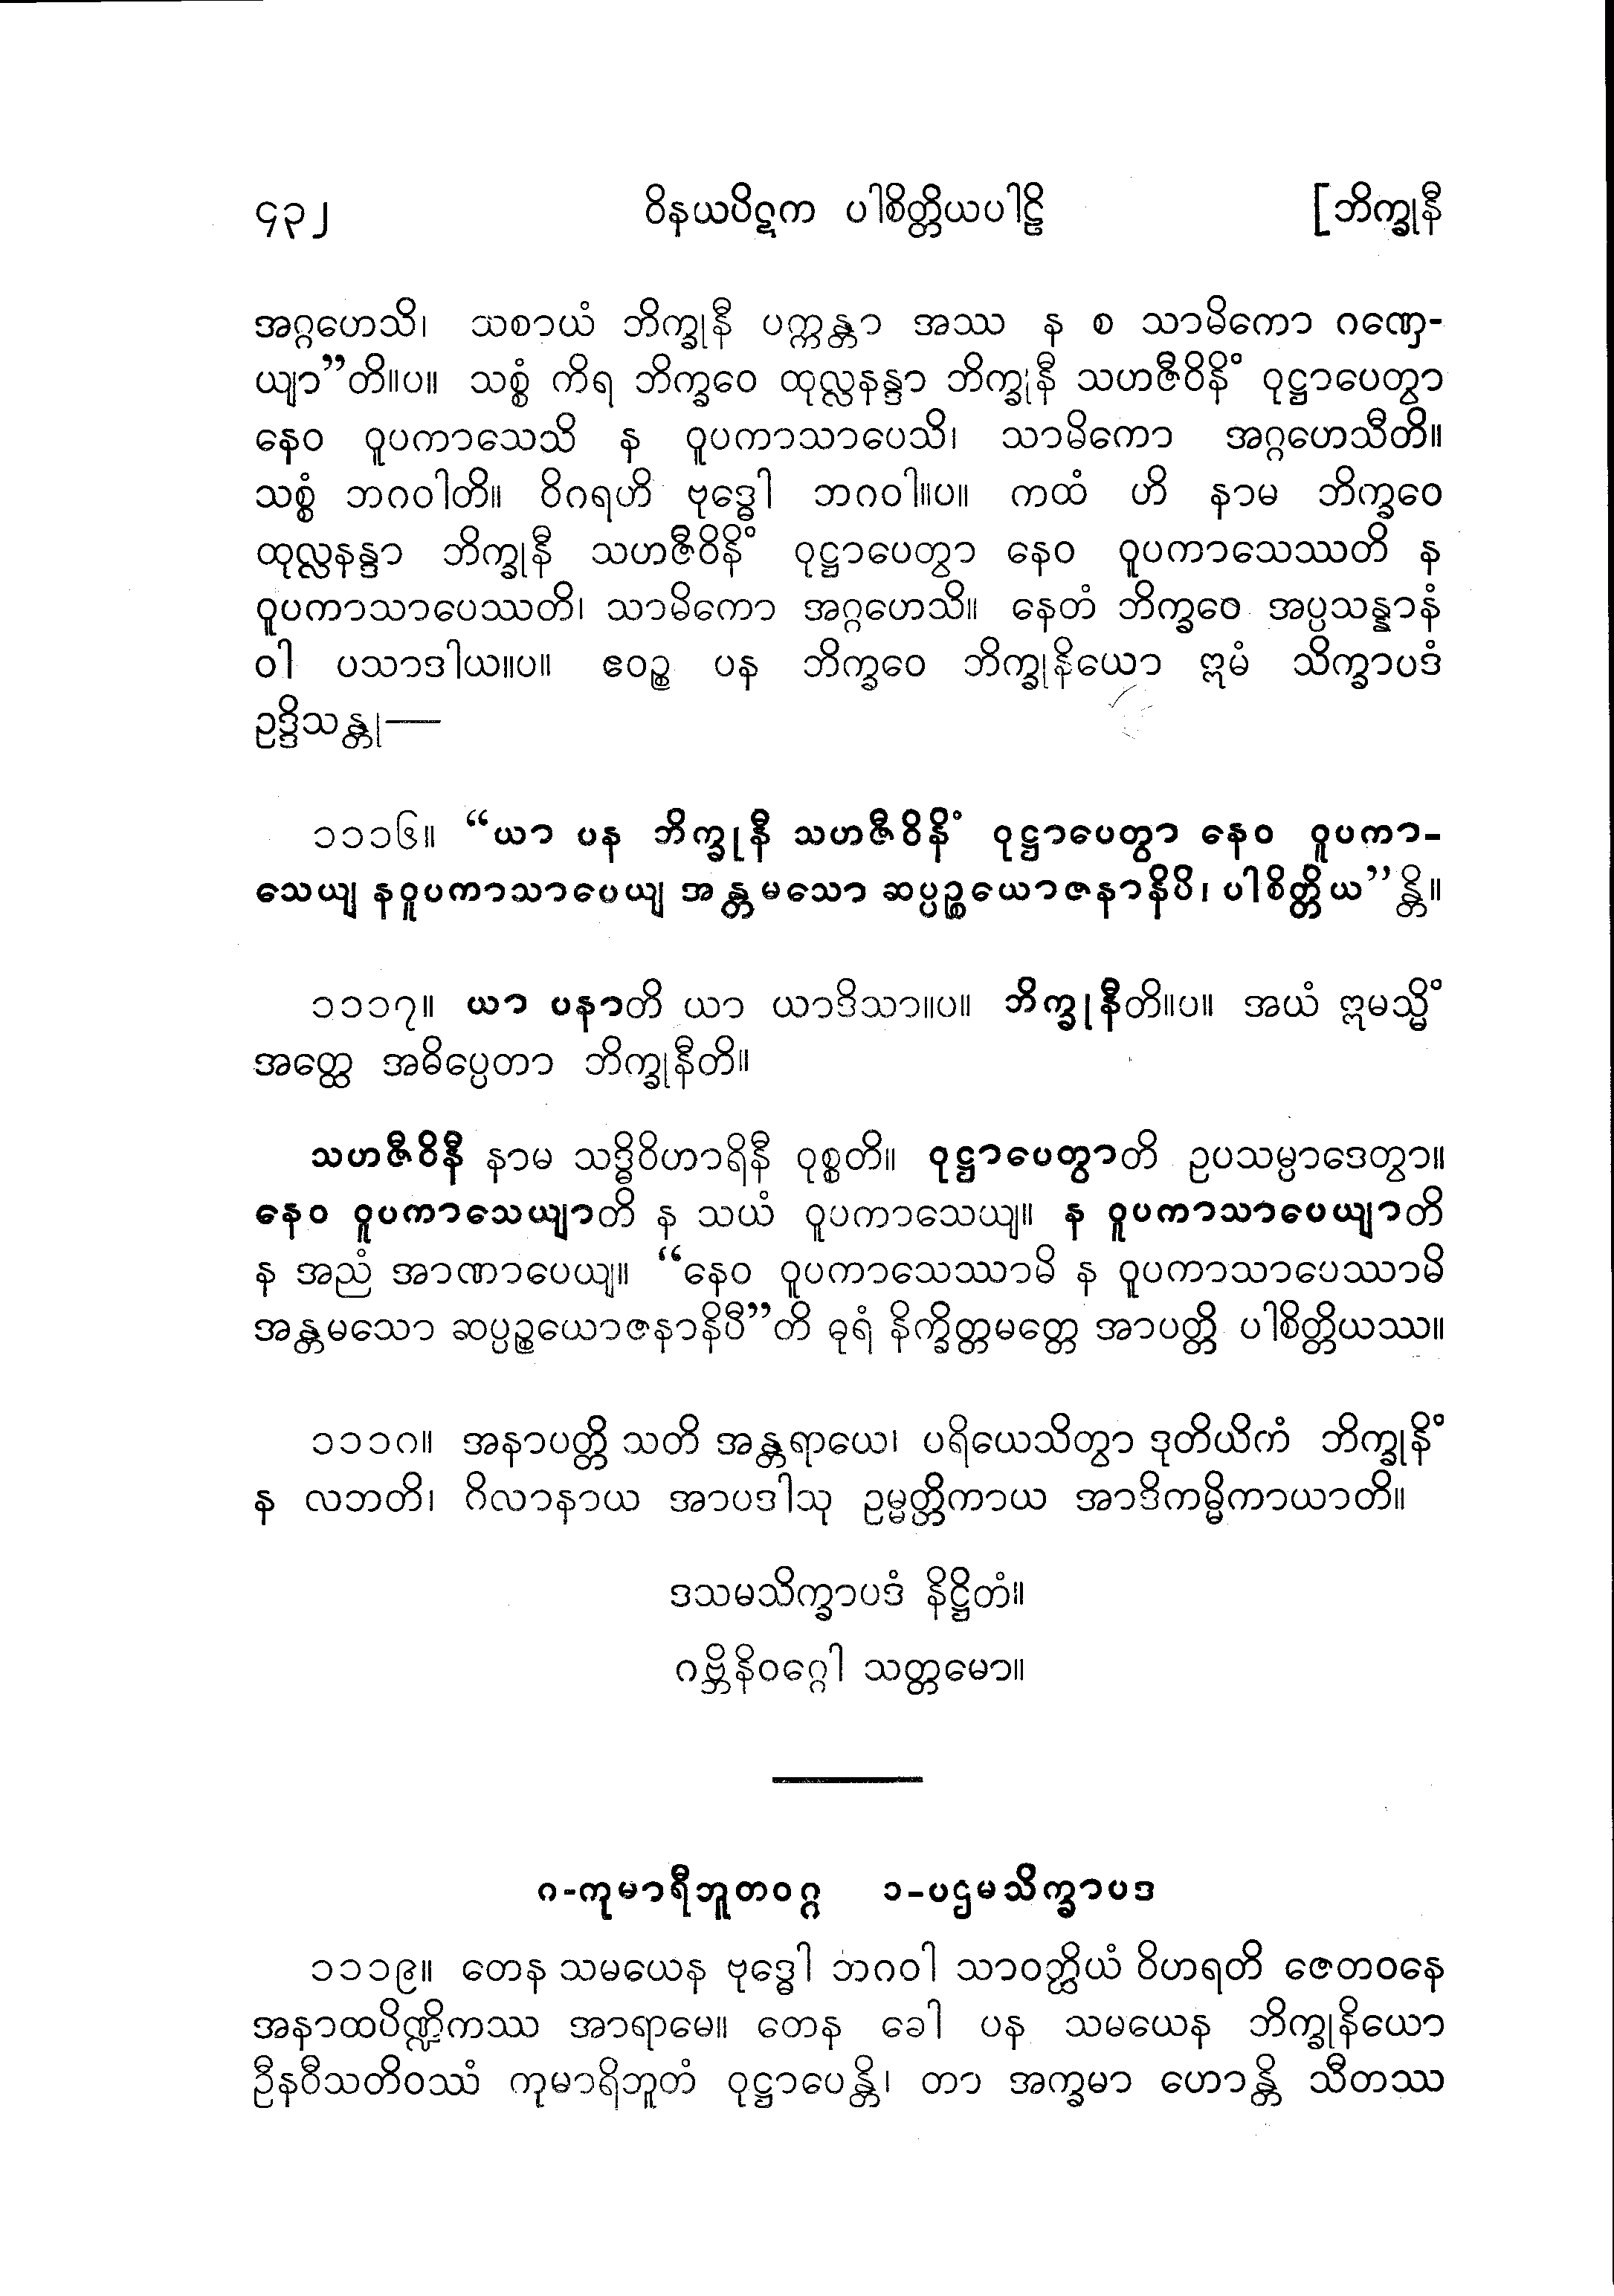 ၄၃၂ ဝိနယပိဋက ပါစိတ္တိယပါဠိ [ဘိက္ခုနီ
အဂ္ဂဟေသိ၊ သစာယံ ဘိက္ခုနီ ပက္ကန္တာ အဿ န စ သာမိကော ဂဏှေ-
ယျာ”တိ။ပ။ သစ္စံ ကိရ ဘိက္ခဝေ ထုလ္လနန္ဒာ ဘိက္ခုနီ သဟဇီဝိနိံ ဝုဋ္ဌာပေတွာ
နေဝ ဝူပကာသေသိ န ဝူပကာသာပေသိ၊ သာမိကော အဂ္ဂဟေသီတိ။
သစ္စံ ဘဂဝါတိ။ ဝိဂရဟိ ဗုဒ္ဓေါ ဘဂဝါ။ပ။ ကထံ ဟိ နာမ ဘိက္ခဝေ
ထုလ္လနန္ဒာ ဘိက္ခုနီ သဟဇီဝိနိံ ဝုဋ္ဌာပေတွာ နေဝ ဝူပကာသေဿတိ န
ဝူပကာသာပေဿတိ၊ သာမိကော အဂ္ဂဟေသိ။ နေတံ ဘိက္ခဝေ အပ္ပသန္နာနံ
ဝါ ပသာဒါယ။ပ။ ဧဝဉ္စ ပန ဘိက္ခဝေ ဘိက္ခုနိယော ဣမံ သိက္ခာပဒံ
ဥဒ္ဒိသန္တု—
၁၁၁၆။ “ယာ ပန ဘိက္ခုနီ သဟဇီဝိနိံ ဝုဋ္ဌာပေတွာ နေဝ ဝူပကာ-
သေယျ နဝူပကာသာပေယျ အန္တမသော ဆပ္ပဉ္စယောဇနာနိပိ၊ ပါစိတ္တိယ”န္တိ။
၁၁၁၇။ ယာ ပနာတိ ယာ ယာဒိသာ။ပ။ ဘိက္ခုနီတိ။ပ။ အယံ ဣမသ္မိံ
အတ္ထေ အဓိပ္ပေတာ ဘိက္ခုနီတိ။
သဟဇီဝိနီ နာမ သဒ္ဓိဝိဟာရိနီ ဝုစ္စတိ။ ဝုဋ္ဌာပေတွာတိ ဥပသမ္ပာဒေတွာ။
နေဝ ဝူပကာသေယျာတိ န သယံ ဝူပကာသေယျ။ န ဝူပကာသာပေယျာတိ
န အညံ အာဏာပေယျ။ “နေဝ ဝူပကာသေဿာမိ န ဝူပကာသာပေဿာမိ
အန္တမသော ဆပ္ပဉ္စယောဇနာနိပီ”တိ ဓုရံ နိက္ခိတ္တမတ္တေ အာပတ္တိ ပါစိတ္တိယဿ။
၁၁၁၈။ အနာပတ္တိ သတိ အန္တရာယေ၊ ပရိယေသိတွာ ဒုတိယိကံ ဘိက္ခုနိံ
န လဘတိ၊ ဂိလာနာယ အာပဒါသု ဥမ္မတ္တိကာယ အာဒိကမ္မိကာယာတိ။
ဒသမသိက္ခာပဒံ နိဋ္ဌိတံ။
ဂဗ္ဘိနိဝဂ္ဂေါ သတ္တမော။
၈-ကုမာရီဘူတဝဂ္ဂ ၁-ပဌမသိက္ခာပဒ
၁၁၁၉။ တေန သမယေန ဗုဒ္ဓေါ ဘဂဝါ သာဝတ္ထိယံ ဝိဟရတိ ဇေတဝနေ
အနာထပိဏ္ဍိကဿ အာရာမေ။ တေန ခေါ ပန သမယေန ဘိက္ခုနိယော
ဦနဝီသတိဝဿံ ကုမာရိဘူတံ ဝုဋ္ဌာပေန္တိ၊ တာ အက္ခမာ ဟောန္တိ သီတဿ